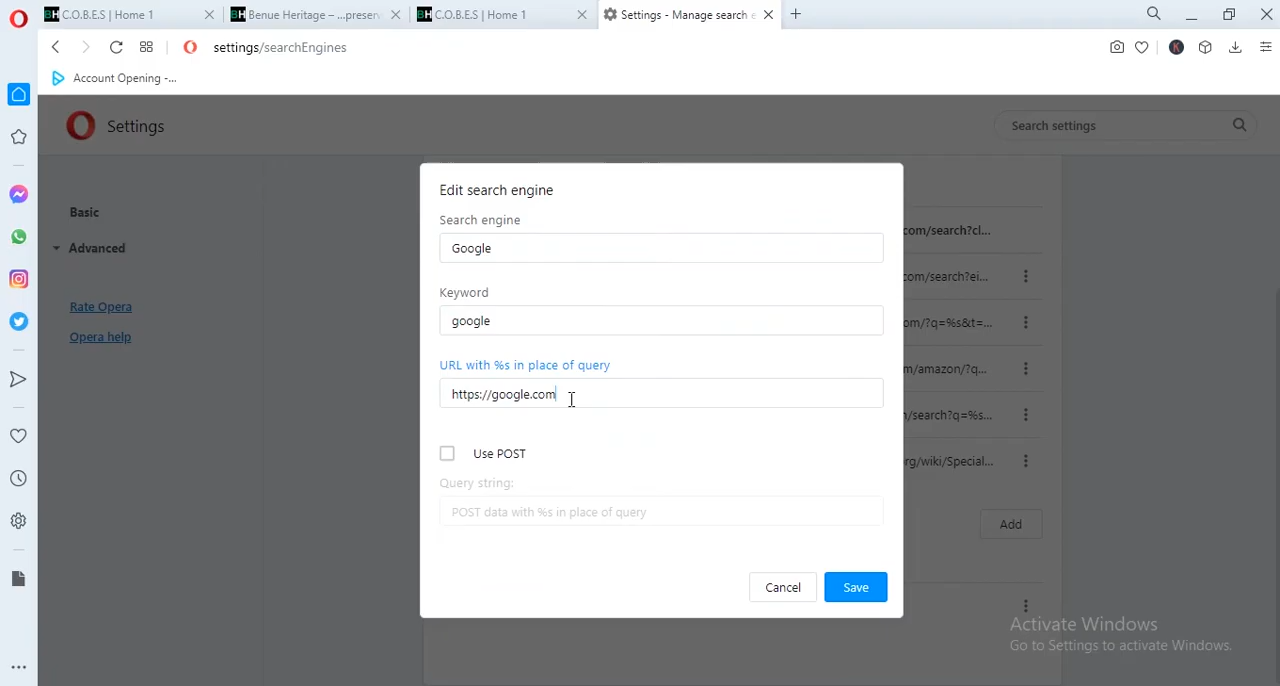 BH C.O.B.E.S | Home 1
BH Benue Heritage – ...preser
BH C.O.B.E.S | Home 1
Settings - Manage search e
settings/searchEngines
K
Account Opening -...
Settings
Search settings
Basic
Advanced
Rate Opera
Opera help
Edit search engine
Search engine
Google
Keyword
google
URL with %s in place of query
https://google.com
Use POST
Query string:
POST data with %s in place of query
Cancel
Save
com/search?cl...
com/search?ei...
om/?q=%s&t=...
m/amazon/?q...
/search?q=%s...
rg/wiki/Special...
Add
Activate Windows
Go to Settings to activate Windows.